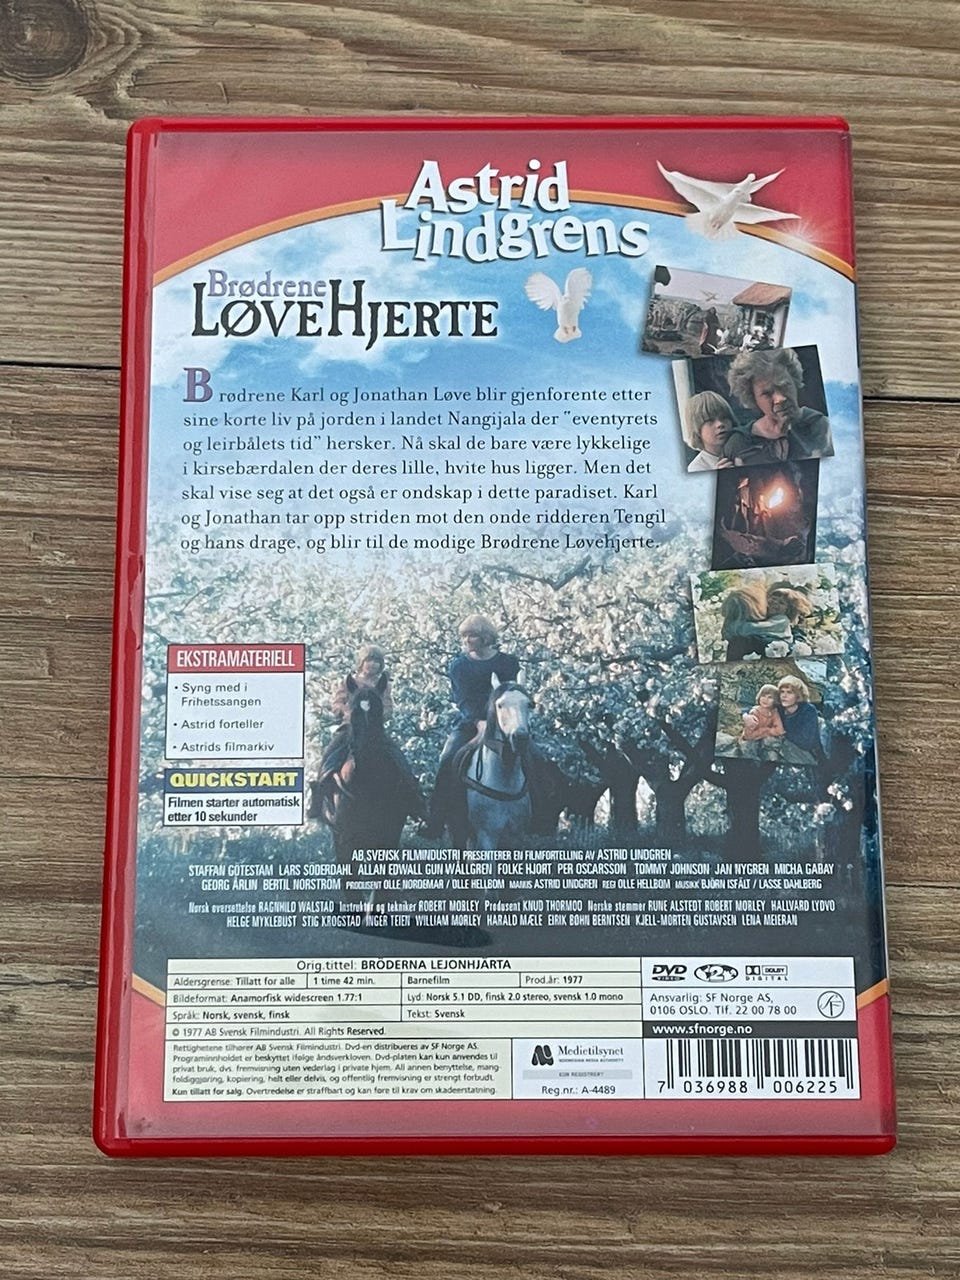 Astrid
Lindgrens
Brødrene
LØVEHJERTE
Brødrene Karl og Jonathan Løve blir gjenforente etter
sine korte liv på jorden i landet Nangijala der "eventyrets
og leirbålets tid" hersker. Nå skal de bare være lykkelige
i kirsebærdalen der deres lille, hvite hus ligger. Men det
skal vise seg at det også er ondskap i dette paradiset. Karl
og Jonathan tar opp striden mot den onde ridderen Tengil
og hans drage, og blir til de modige Brødrene Løvehjerte.
EKSTRAMATERIELL
• Syng med i
Frihetssangen
• Astrid forteller
• Astrids filmarkiv
QUICKSTART
Filmen starter automatisk
etter 10 sekunder
AB SVENSK FILMINDUSTRI PRESENTERER EN FILMFORTELLING AV ASTRID LINDGREN –
STAFFAN GÖTESTAM LARS SÖDERDAHL ALLAN EDWALL GUN WÅLLGREN FOLKE HJORT PER OSCARSSON TOMMY JOHNSON JAN NYGREN MICHA GABAY
GEORG ÅRLIN BERTIL NORSTRÖM PRODUSENT OLLE NORDEMAR / OLLE HELLBOM MANUS ASTRID LINDGREN REGI OLLE HELLBOM MUSIKK BJÖRN ISFÄLT / LASSE DAHLBERG
Norsk oversettelse RAGNHILD WALSTAD Instruktør og tekniker ROBERT MORLEY Produsent KNUD THORMOD Norske stemmer RUNE ALSTEDT ROBERT MORLEY HALLVARD LYDVO
HELGE MYKLEBUST STIG KROGSTAD INGER TEIEN WILLIAM MORLEY HARALD MÆLE EIRIK BØHN BERNTSEN KJELL-MORTEN GUSTAVSEN LENA MEIERAN
Orig.tittel: BRÖDERNA LEJONHJÄRTA
Aldersgrense: Tillatt for alle 1 time 42 min. Barnefilm Prod.år: 1977
Bildeformat: Anamorfisk widescreen 1.77:1 Lyd: Norsk 5.1 DD, finsk 2.0 stereo, svensk 1.0 mono
Språk: Norsk, svensk, finsk Tekst: Svensk
© 1977 AB Svensk Filmindustri. All Rights Reserved.
Rettighetene tilhører AB Svensk Filmindustri. Dvd-en distribueres av SF Norge AS.
Programinnholdet er beskyttet ifølge åndsverkloven. Dvd-platen kan kun anvendes til
privat bruk, dvs. fremvisning uten vederlag i private hjem. All annen benyttelse, mang-
foldiggjøring, kopiering, helt eller delvis, og offentlig fremvisning er strengt forbudt.
Kun tillatt for salg. Overtredelse er straffbart og kan føre til krav om skadeerstatning.
Medietilsynet
NORWEGIAN MEDIA AUTHORITY
KUN REGISTRERT
Reg.nr.: A-4489
DVD VIDEO 2 DOLBY DIGITAL
Ansvarlig: SF Norge AS,
0106 OSLO. Tlf. 22 00 78 00
SF
www.sfnorge.no
7 036988 006225